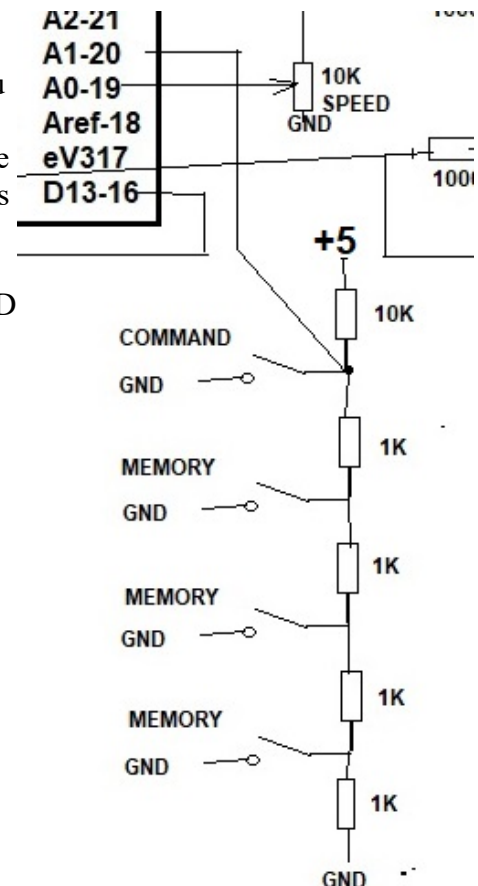 A2-21
A1-20
A0-19
Aref-18
eV317
D13-16
10K
SPEED
GND
+5
10K
COMMAND
GND
1K
MEMORY
GND
1K
MEMORY
GND
1K
MEMORY
GND
1K
GND